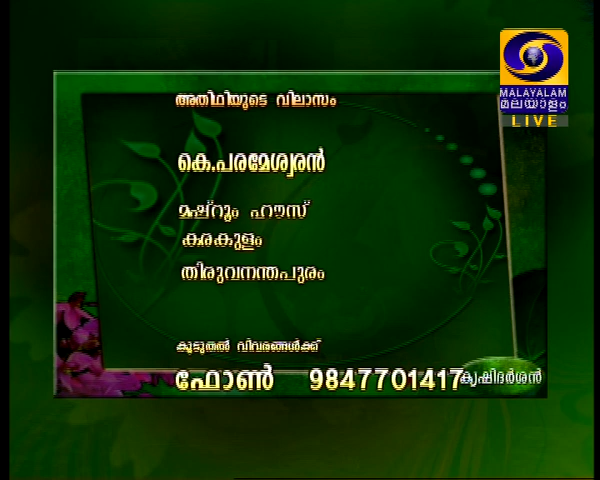 MALAYALAM
മലയാളം
LIVE
അതിഥിയുടെ വിലാസം
കെ.പരമേശ്വരൻ
മഷ്റൂം ഹൗസ്
കരകുളം
തിരുവനന്തപുരം
കൂടുതൽ വിവരങ്ങൾക്ക്
ഫോൺ 9847701417
കൃഷിദർശൻ